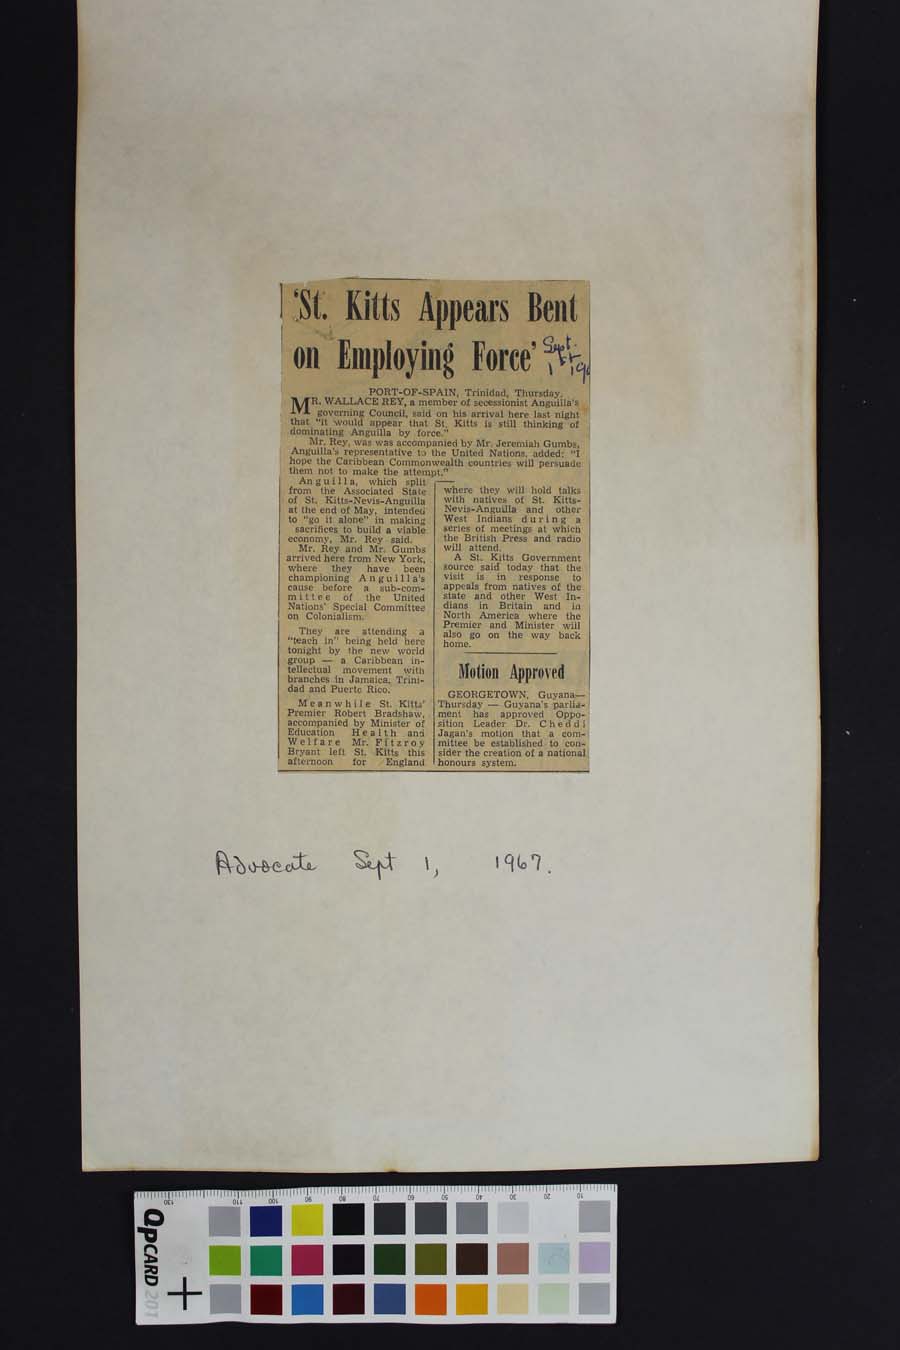 'St. Kitts Appears Bent
on Employing Force'
Sept.
1st
PORT-OF-SPAIN, Trinidad, Thursday,
MR. WALLACE REY, a member of secessionist Anguilla's
governing Council, said on his arrival here last night
that "it would appear that St. Kitts is still thinking of
dominating Anguilla by force."
Mr. Rey, was was accompanied by Mr. Jeremiah Gumbs,
Anguilla's representative to the United Nations, added: "I
hope the Caribbean Commonwealth countries will persuade
them not to make the attempt."
Anguilla, which split
from the Associated State
of St. Kitts-Nevis-Anguilla
at the end of May, intended
to "go it alone" in making
sacrifices to build a viable
economy, Mr. Rey said.
Mr. Rey and Mr. Gumbs
arrived here from New York,
where they have been
championing Anguilla's
cause before a sub-com-
mittee of the United
Nations' Special Committee
on Colonialism.
They are attending a
"teach in" being held here
tonight by the new world
group — a Caribbean in-
tellectual movement with
branches in Jamaica, Trini-
dad and Puerto Rico.
Meanwhile St. Kitts'
Premier Robert Bradshaw,
accompanied by Minister of
Education Health and
Welfare Mr. Fitzroy
Bryant left St. Kitts this
afternoon for England
where they will hold talks
with natives of St. Kitts-
Nevis-Anguilla and other
West Indians during a
series of meetings at which
the British Press and radio
will attend.
A St. Kitts Government
source said today that the
visit is in response to
appeals from natives of the
state and other West In-
dians in Britain and in
North America where the
Premier and Minister will
also go on the way back
home.
Motion Approved
GEORGETOWN, Guyana—
Thursday — Guyana's parlia-
ment has approved Oppo-
sition Leader Dr. Cheddi
Jagan's motion that a com-
mittee be established to con-
sider the creation of a national
honours system.
Advocate Sept 1, 1967.
130 110 100 90 80 70 60 50 40 30 20 10
QPCARD 201